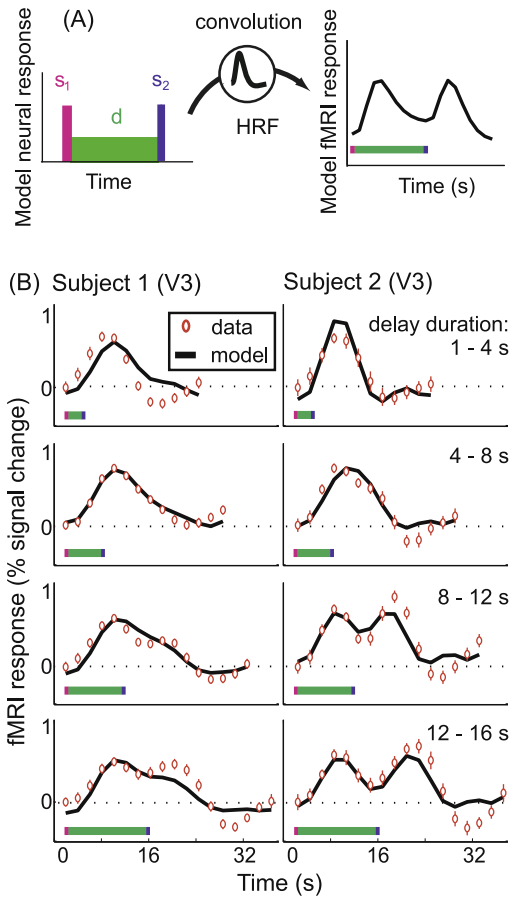 (A)
convolution
s1
s2
d
HRF
Model neural response
Time
Model fMRI response
Time (s)
(B)
Subject 1 (V3)
Subject 2 (V3)
data
model
delay duration:
1 - 4 s
4 - 8 s
8 - 12 s
12 - 16 s
fMRI response (% signal change)
1
0
1
0
1
0
1
0
0 16 32
0 16 32
Time (s)